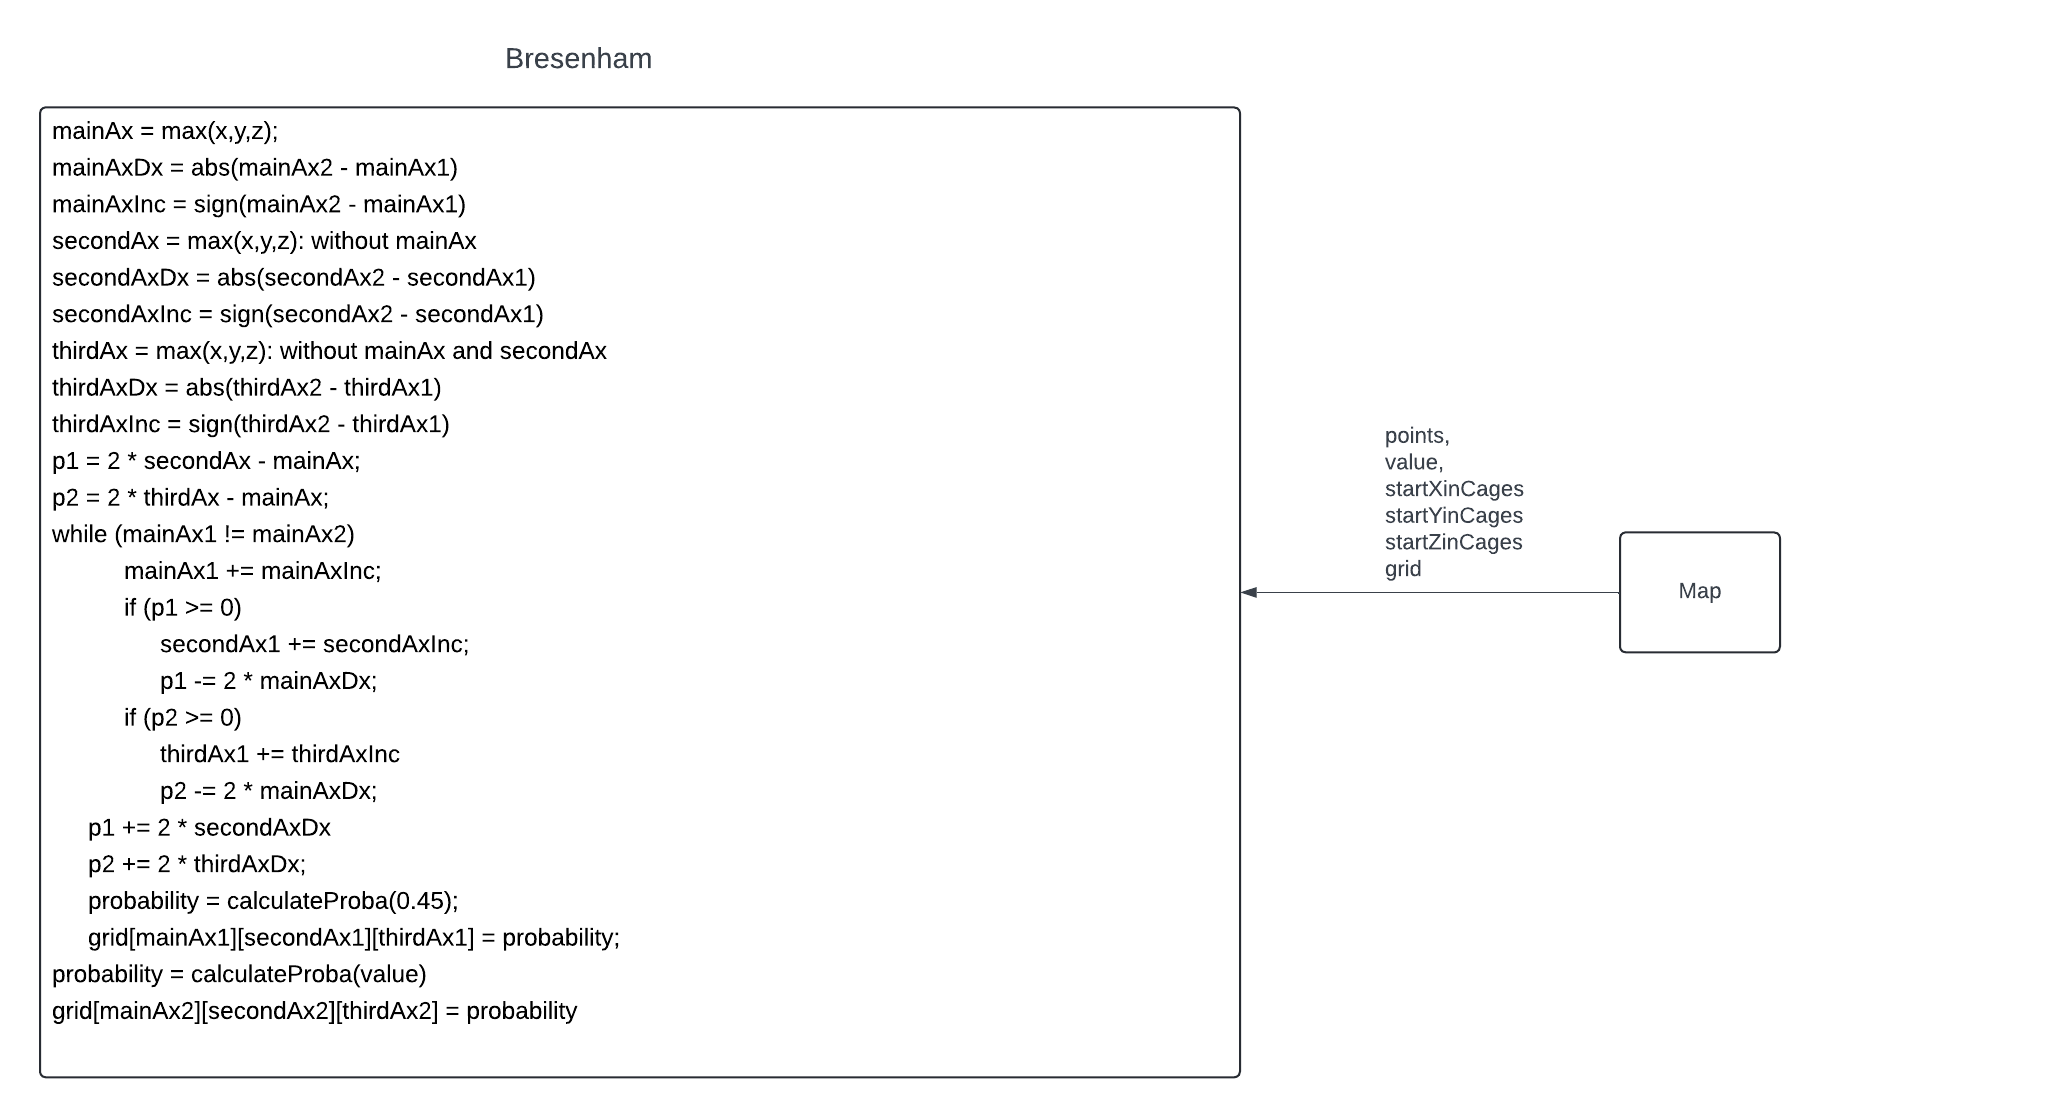 Bresenham
mainAx = max(x,y,z);
mainAxDx = abs(mainAx2 - mainAx1)
mainAxInc = sign(mainAx2 - mainAx1)
secondAx = max(x,y,z): without mainAx
secondAxDx = abs(secondAx2 - secondAx1)
secondAxInc = sign(secondAx2 - secondAx1)
thirdAx = max(x,y,z): without mainAx and secondAx
thirdAxDx = abs(thirdAx2 - thirdAx1)
thirdAxInc = sign(thirdAx2 - thirdAx1)
p1 = 2 * secondAx - mainAx;
p2 = 2 * thirdAx - mainAx;
while (mainAx1 != mainAx2)
mainAx1 += mainAxInc;
if (p1 >= 0)
secondAx1 += secondAxInc;
p1 -= 2 * mainAxDx;
if (p2 >= 0)
thirdAx1 += thirdAxInc
p2 -= 2 * mainAxDx;
p1 += 2 * secondAxDx
p2 += 2 * thirdAxDx;
probability = calculateProba(0.45);
grid[mainAx1][secondAx1][thirdAx1] = probability;
probability = calculateProba(value)
grid[mainAx2][secondAx2][thirdAx2] = probability
points,
value,
startXinCages
startYinCages
startZinCages
grid
Map